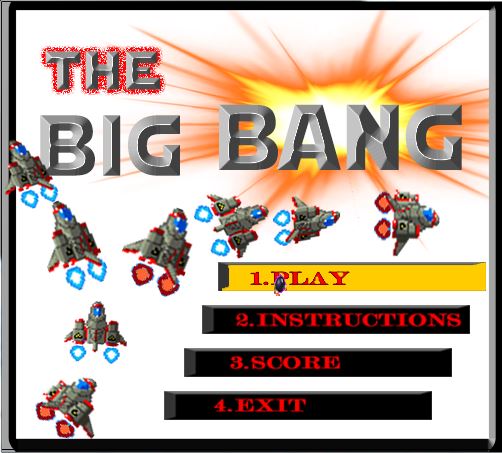 THE
BIG BANG
1.PLAY
2.INSTRUCTIONS
3.SCORE
4.EXIT